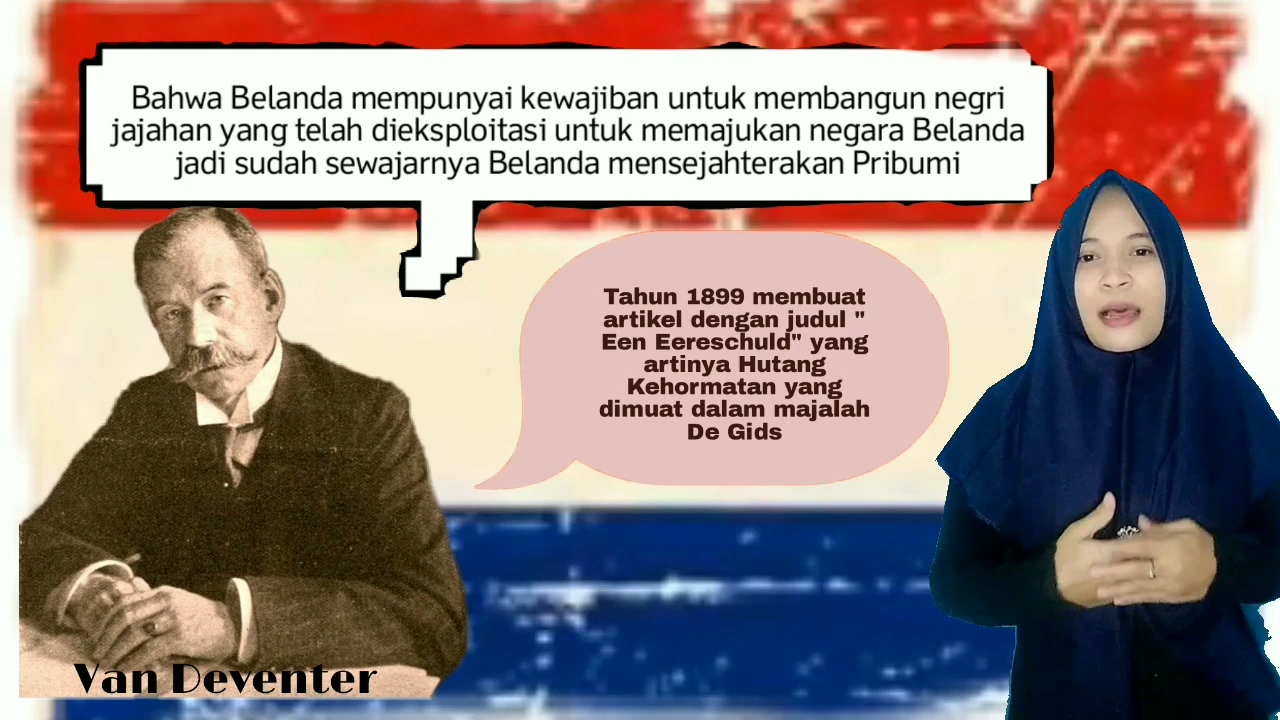 Bahwa Belanda mempunyai kewajiban untuk membangun negri
jajahan yang telah dieksploitasi untuk memajukan negara Belanda
jadi sudah sewajarnya Belanda mensejahterakan Pribumi
Tahun 1899 membuat
artikel dengan judul "
Een Eereschuld" yang
artinya Hutang
Kehormatan yang
dimuat dalam majalah
De Gids
Van Deventer